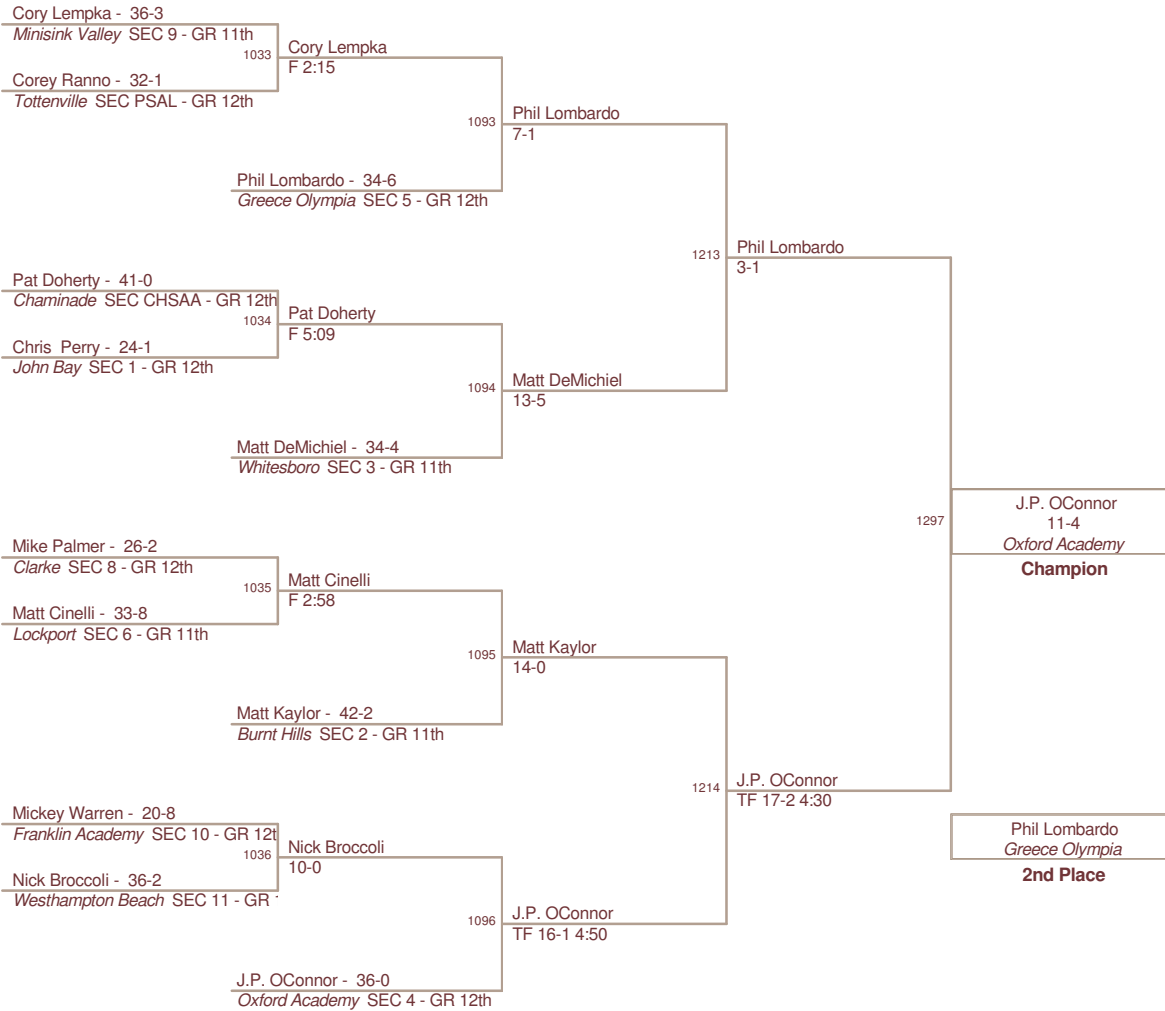 Cory Lempka - 36-3
Minisink Valley SEC 9 - GR 11th
1033
Cory Lempka
F 2:15
Corey Ranno - 32-1
Tottenville SEC PSAL - GR 12th
1093
Phil Lombardo
7-1
Phil Lombardo - 34-6
Greece Olympia SEC 5 - GR 12th
1213
Phil Lombardo
3-1
Pat Doherty - 41-0
Chaminade SEC CHSAA - GR 12th
1034
Pat Doherty
F 5:09
Chris Perry - 24-1
John Bay SEC 1 - GR 12th
1094
Matt DeMichiel
13-5
Matt DeMichiel - 34-4
Whitesboro SEC 3 - GR 11th
1297
J.P. OConnor
11-4
Oxford Academy
Champion
Mike Palmer - 26-2
Clarke SEC 8 - GR 12th
1035
Matt Cinelli
F 2:58
Matt Cinelli - 33-8
Lockport SEC 6 - GR 11th
1095
Matt Kaylor
14-0
Matt Kaylor - 42-2
Burnt Hills SEC 2 - GR 11th
1214
J.P. OConnor
TF 17-2 4:30
Mickey Warren - 20-8
Franklin Academy SEC 10 - GR 12t
1036
Nick Broccoli
10-0
Nick Broccoli - 36-2
Westhampton Beach SEC 11 - GR
1096
J.P. OConnor
TF 16-1 4:50
J.P. OConnor - 36-0
Oxford Academy SEC 4 - GR 12th
Phil Lombardo
Greece Olympia
2nd Place